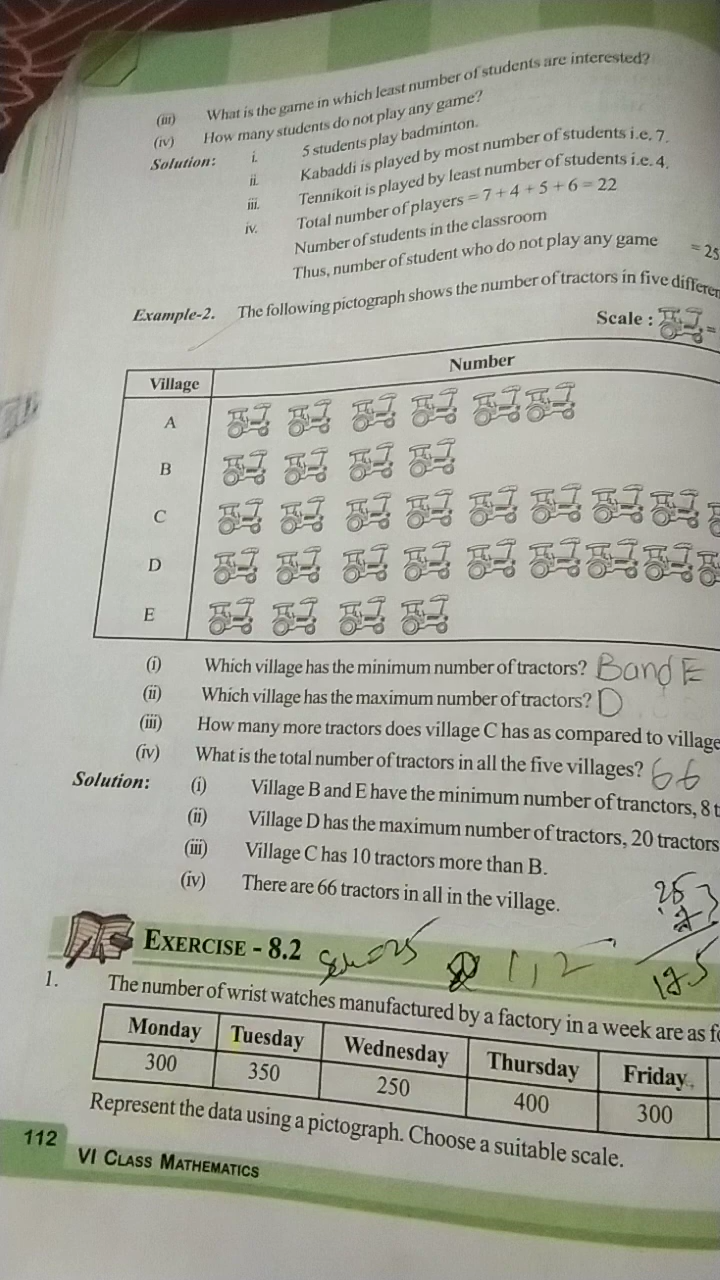 (iii) What is the game in which least number of students are interested?
(iv) How many students do not play any game?
Solution: i. 5 students play badminton.
ii. Kabaddi is played by most number of students i.e. 7.
iii. Tennikoit is played by least number of students i.e. 4.
iv. Total number of players = 7 + 4 + 5 + 6 = 22
Number of students in the classroom = 25
Thus, number of student who do not play any game
Example-2. The following pictograph shows the number of tractors in five
Scale : =
Village Number
A
B
C
D
E
(i) Which village has the minimum number of tractors? B and E
(ii) Which village has the maximum number of tractors? D
(iii) How many more tractors does village C has as compared to village
(iv) What is the total number of tractors in all the five villages? 66
Solution: (i) Village B and E have the minimum number of tranctors, 8
(ii) Village D has the maximum number of tractors, 20 tractors
(iii) Village C has 10 tractors more than B.
(iv) There are 66 tractors in all in the village.
EXERCISE - 8.2 1, 2
1. The number of wrist watches manufactured by a factory in a week are as
Monday Tuesday Wednesday Thursday Friday
300 350 250 400 300
Represent the data using a pictograph. Choose a suitable scale.
112 VI CLASS MATHEMATICS